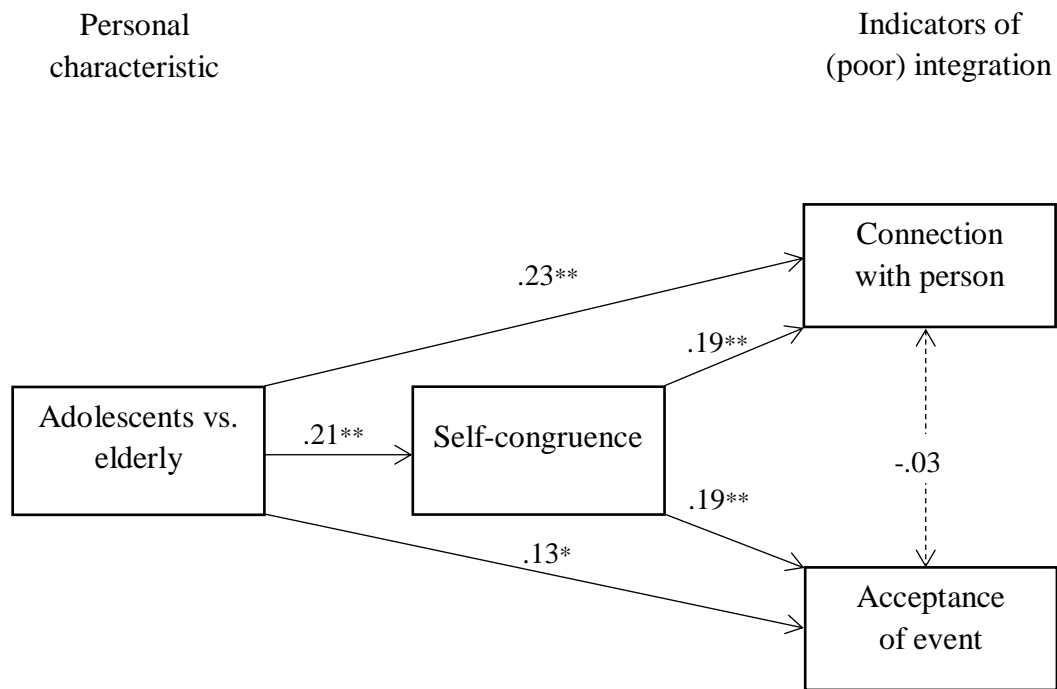 Personal
characteristic
Indicators of
(poor) integration
Connection
with person
.23**
.19**
Adolescents vs.
elderly
.21**
Self-congruence
-.03
.19**
.13*
Acceptance
of event